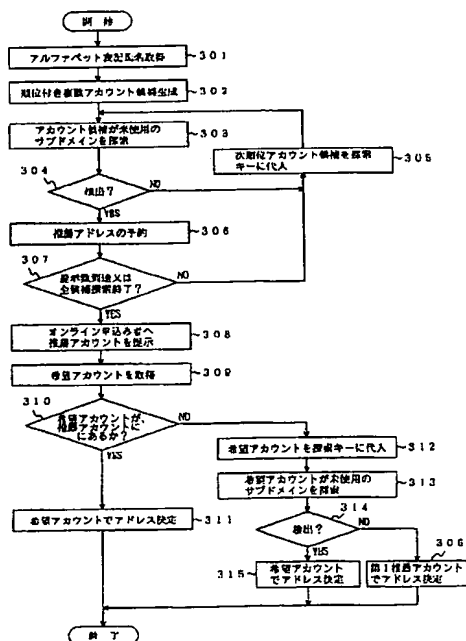 開始
アルファベット表記氏名取得
301
順位付き複数アカウント候補生成
302
アカウント候補が未使用の
サブドメインを探索
303
次順位アカウント候補を探索
キーに代入
305
304
検出？
NO
YES
推薦アドレスの予約
306
307
提示数到達又は
全候補探索終了？
NO
YES
オンライン申込み者へ
推薦アカウントを提示
308
希望アカウントを取得
309
310
希望アカウントが、
推薦アカウントに
にあるか？
NO
YES
希望アカウントを探索キーに代入
312
希望アカウントが未使用の
サブドメインを探索
313
314
検出？
NO
YES
希望アカウントでアドレス決定
311
315
希望アカウント
でアドレス決定
306
第1推薦アカウント
でアドレス決定
終了